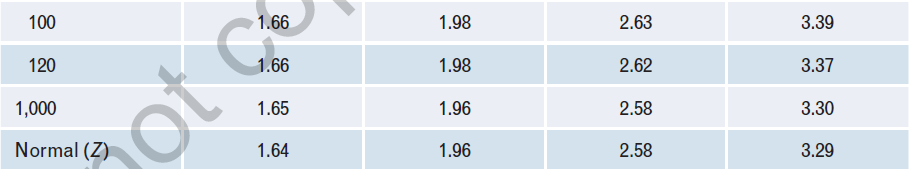 100 1.66 1.98 2.63 3.39
120 1.66 1.98 2.62 3.37
1,000 1.65 1.96 2.58 3.30
Normal (Z) 1.64 1.96 2.58 3.29
not